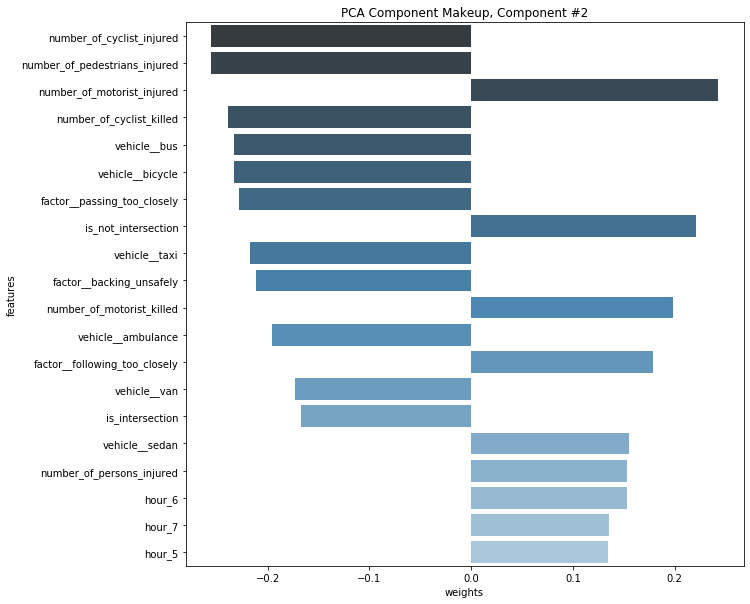 PCA Component Makeup, Component #2
features
number_of_cyclist_injured
number_of_pedestrians_injured
number_of_motorist_injured
number_of_cyclist_killed
vehicle__bus
vehicle__bicycle
factor__passing_too_closely
is_not_intersection
vehicle__taxi
factor__backing_unsafely
number_of_motorist_killed
vehicle__ambulance
factor__following_too_closely
vehicle__van
is_intersection
vehicle__sedan
number_of_persons_injured
hour_6
hour_7
hour_5
−0.2 −0.1 0.0 0.1 0.2
weights